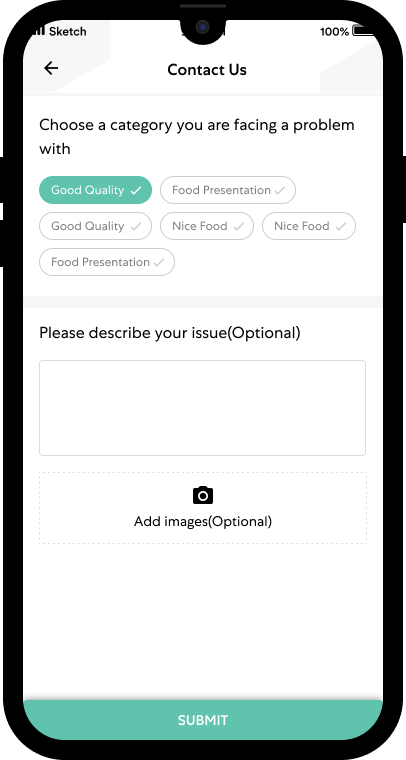 Sketch
100%
Contact Us
Choose a category you are facing a problem
with
Good Quality
Food Presentation
Good Quality
Nice Food
Nice Food
Food Presentation
Please describe your issue(Optional)
Add images(Optional)
SUBMIT